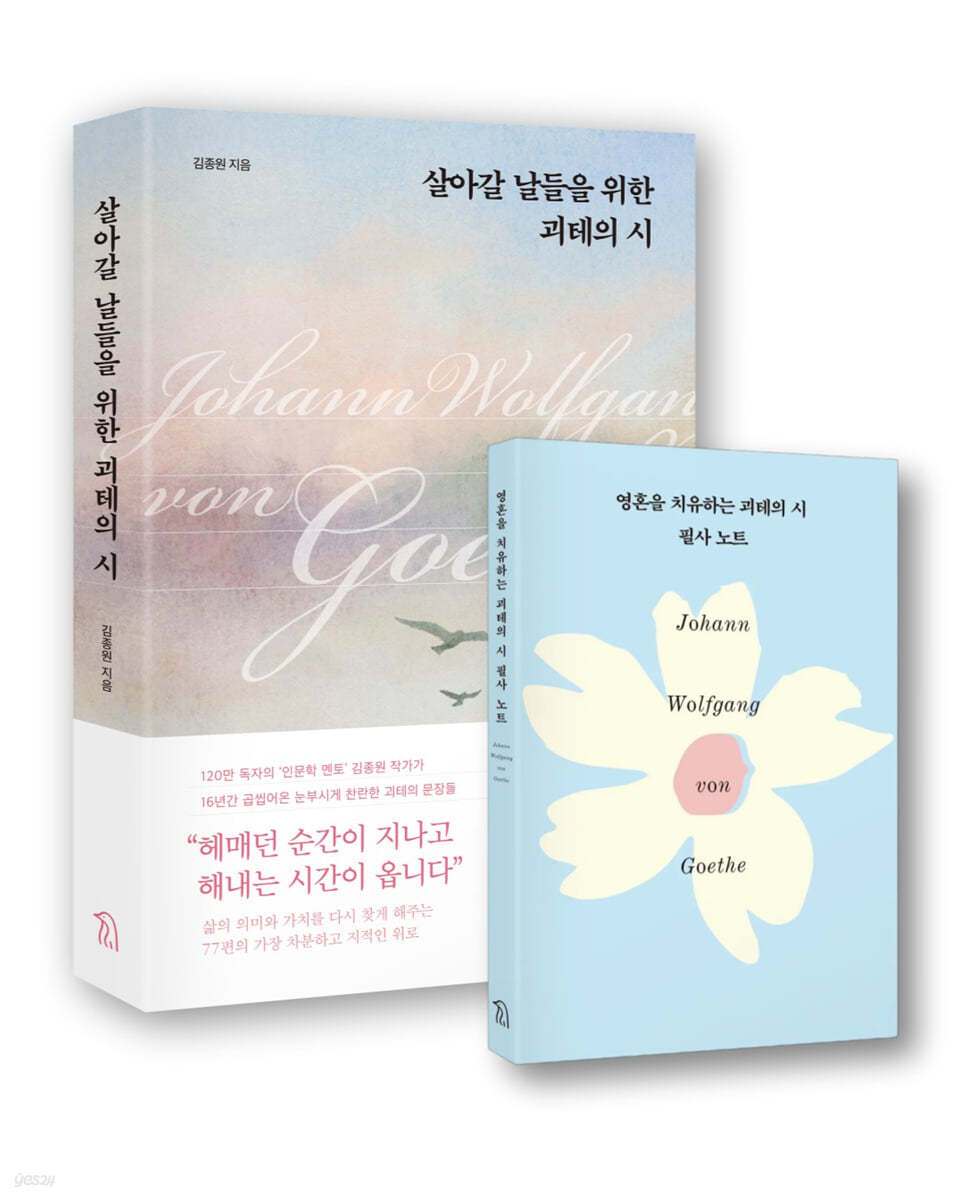 살아갈 날들을 위한 괴테의 시
김종원 지음
김종원 지음
살아갈 날들을 위한
괴테의 시
Johann Wolfgan
von Goe
120만 독자의 ‘인문학 멘토’ 김종원 작가가
16년간 곱씹어온 눈부시게 찬란한 괴테의 문장들
“헤매던 순간이 지나고
해내는 시간이 옵니다”
삶의 의미와 가치를 다시 찾게 해주는
77편의 가장 차분하고 지적인 위로
영혼을 치유하는 괴테의 시 필사 노트
Johann
Wolfgang
von
Goethe
영혼을 치유하는 괴테의 시
필사 노트
Johann
Wolfgang
von
Goethe
yes24